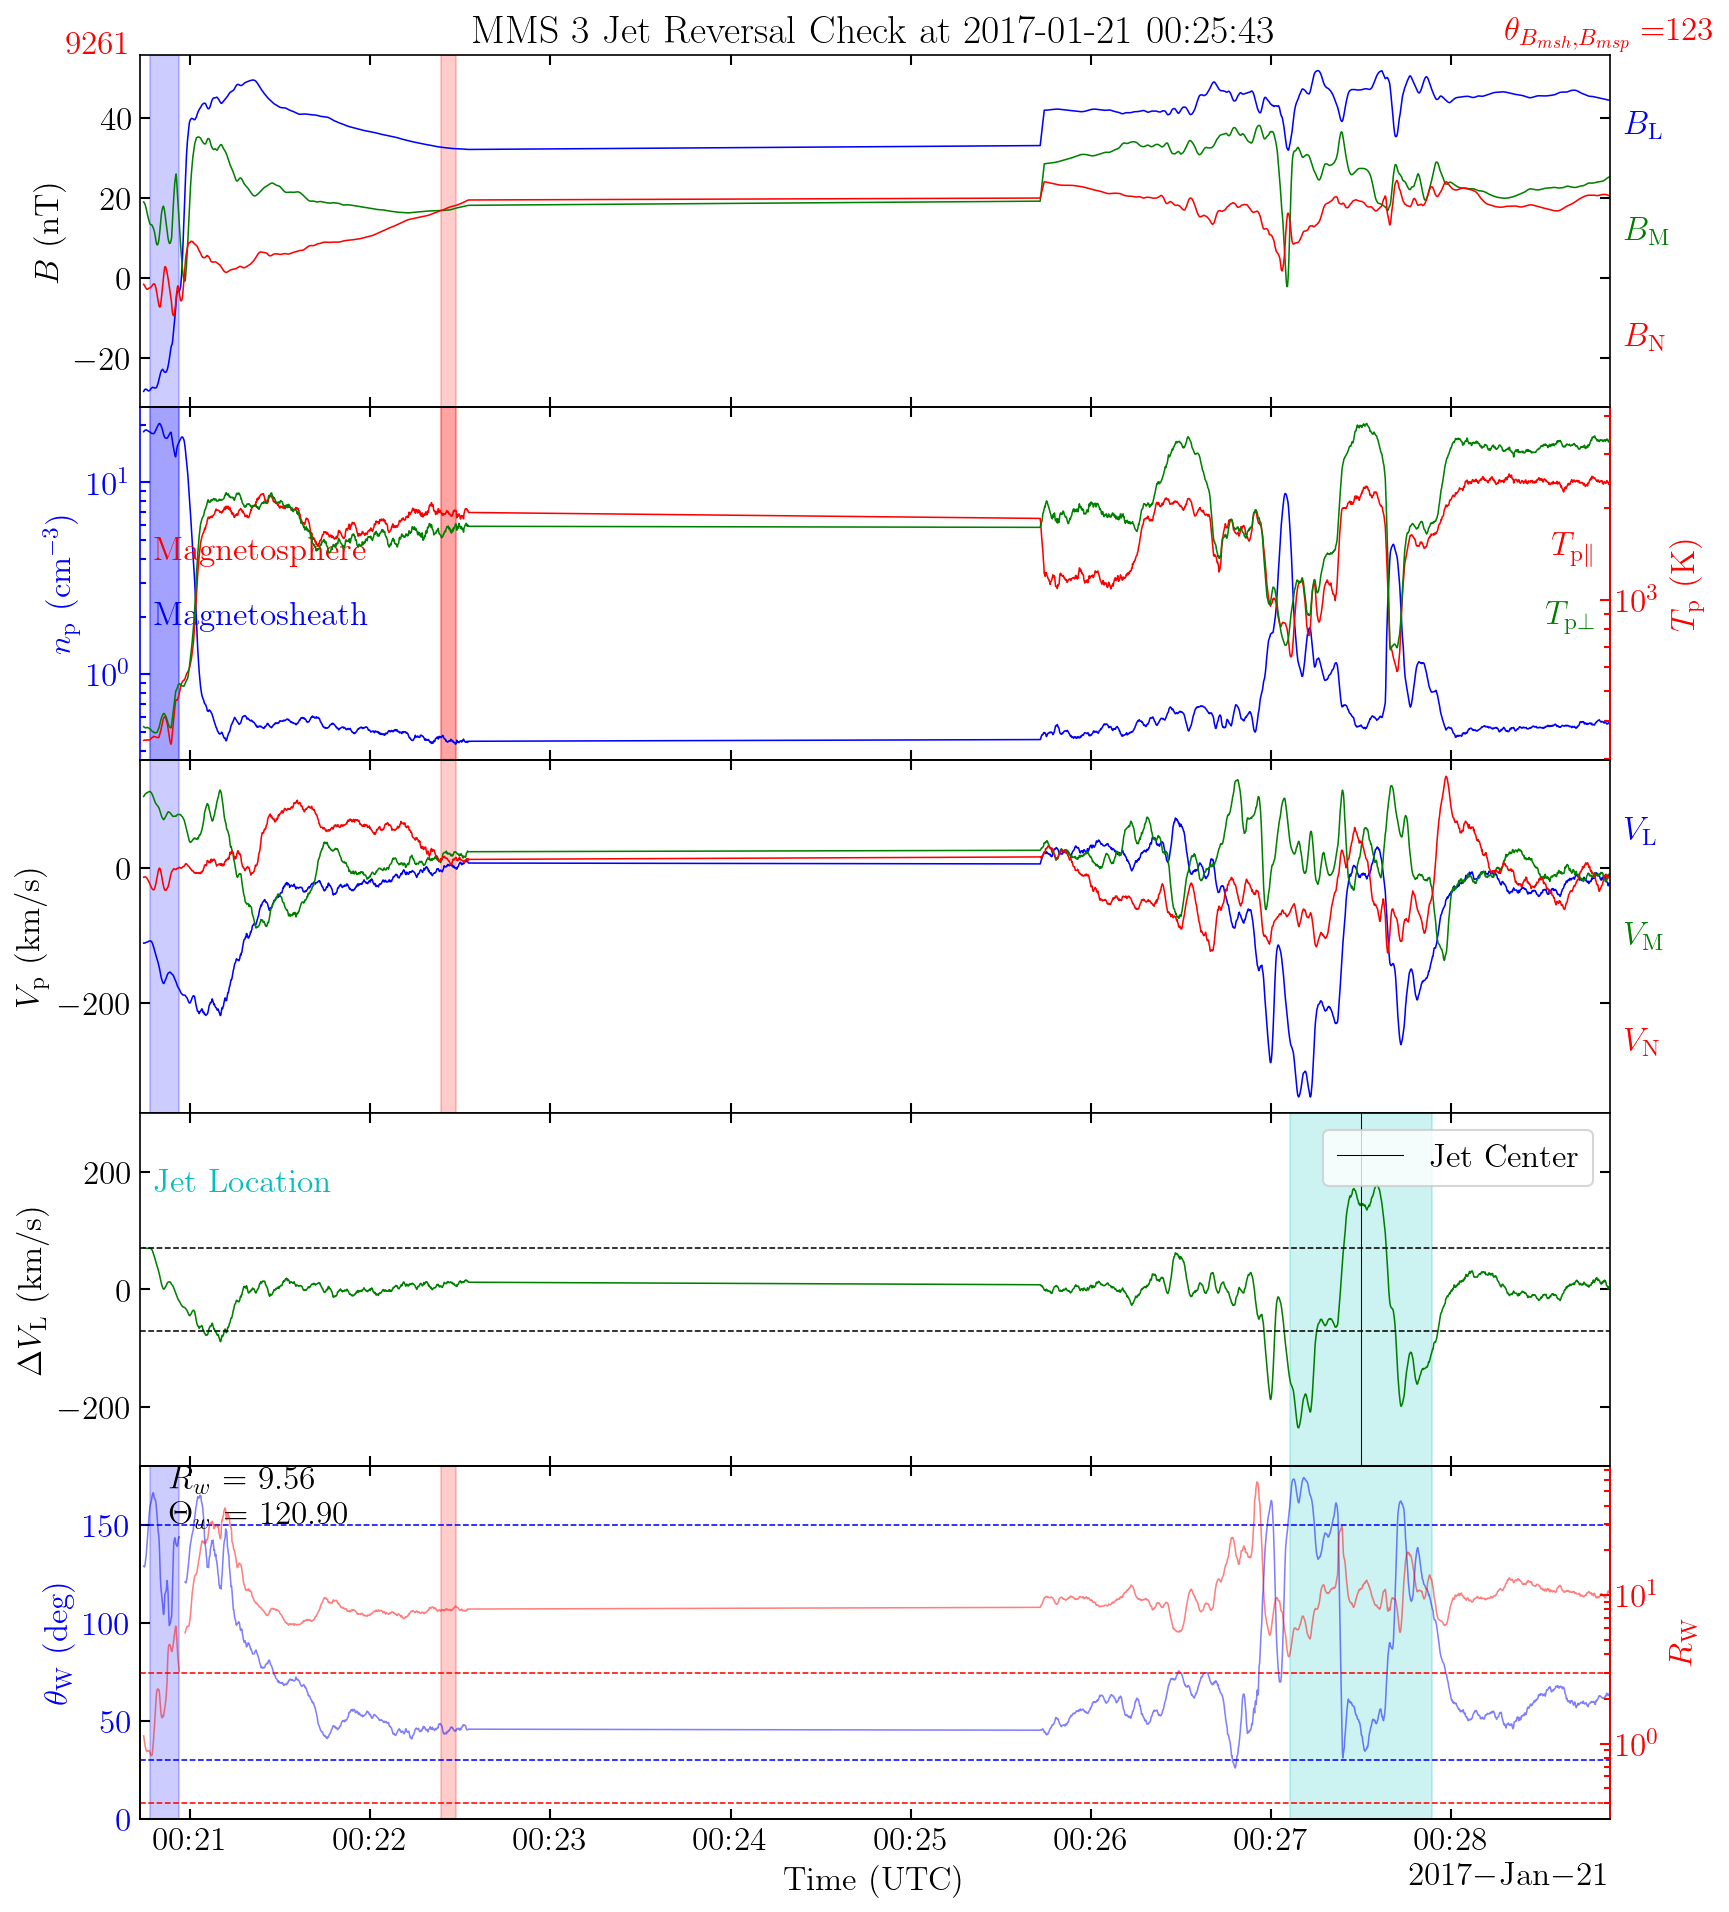 MMS 3 Jet Reversal Check at 2017-01-21 00:25:43
9261
θ_{B_{msh},B_{msp}} =123
40
20
0
−20
B (nT)
B_L
B_M
B_N
10^1
10^0
n_p (cm^{−3})
Magnetosphere
Magnetosheath
T_{p∥}
T_{p⊥}
10^3
T_p (K)
0
−200
V_p (km/s)
V_L
V_M
V_N
200
0
−200
ΔV_L (km/s)
Jet Location
Jet Center
R_w = 9.56
Θ_w = 120.90
150
100
50
0
θ_W (deg)
10^1
10^0
R_W
00:21 00:22 00:23 00:24 00:25 00:26 00:27 00:28
Time (UTC)
2017−Jan−21